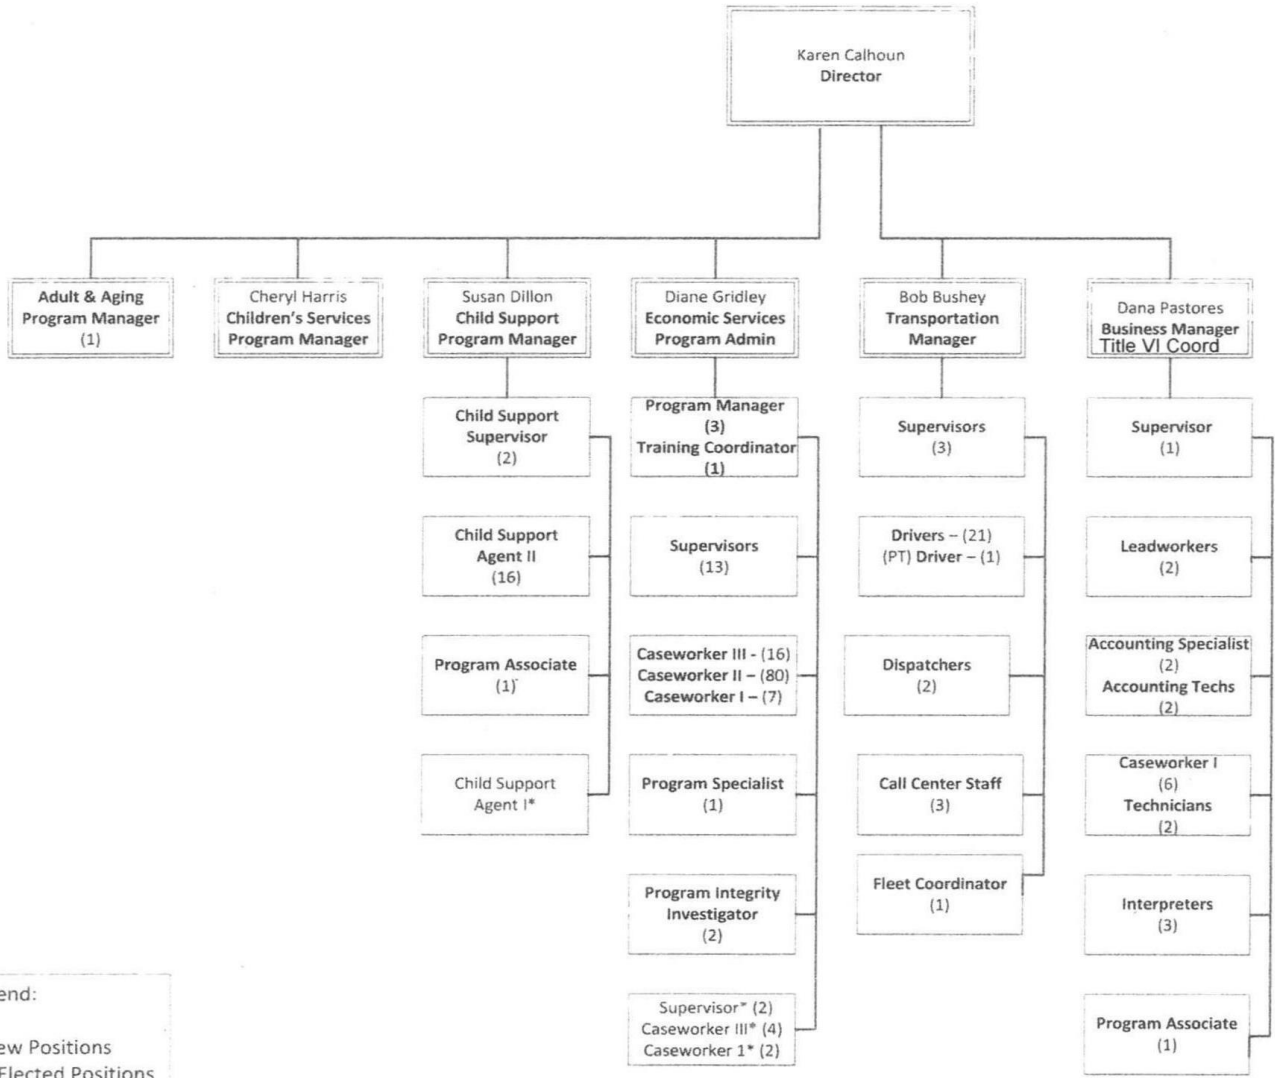 Karen Calhoun
Director
Adult & Aging
Program Manager
(1)
Cheryl Harris
Children's Services
Program Manager
Susan Dillon
Child Support
Program Manager
Diane Gridley
Economic Services
Program Admin
Bob Bushey
Transportation
Manager
Dana Pastores
Business Manager
Title VI Coord
Child Support
Supervisor
(2)
Child Support
Agent II
(16)
Program Associate
(1)
Child Support
Agent I*
Program Manager
(3)
Training Coordinator
(1)
Supervisors
(13)
Caseworker III - (16)
Caseworker II – (80)
Caseworker I – (7)
Program Specialist
(1)
Program Integrity
Investigator
(2)
Supervisor* (2)
Caseworker III* (4)
Caseworker 1* (2)
Supervisors
(3)
Drivers – (21)
(PT) Driver – (1)
Dispatchers
(2)
Call Center Staff
(3)
Fleet Coordinator
(1)
Supervisor
(1)
Leadworkers
(2)
Accounting Specialist
(2)
Accounting Techs
(2)
Caseworker I
(6)
Technicians
(2)
Interpreters
(3)
Program Associate
(1)
end:
ew Positions
Elected Positions